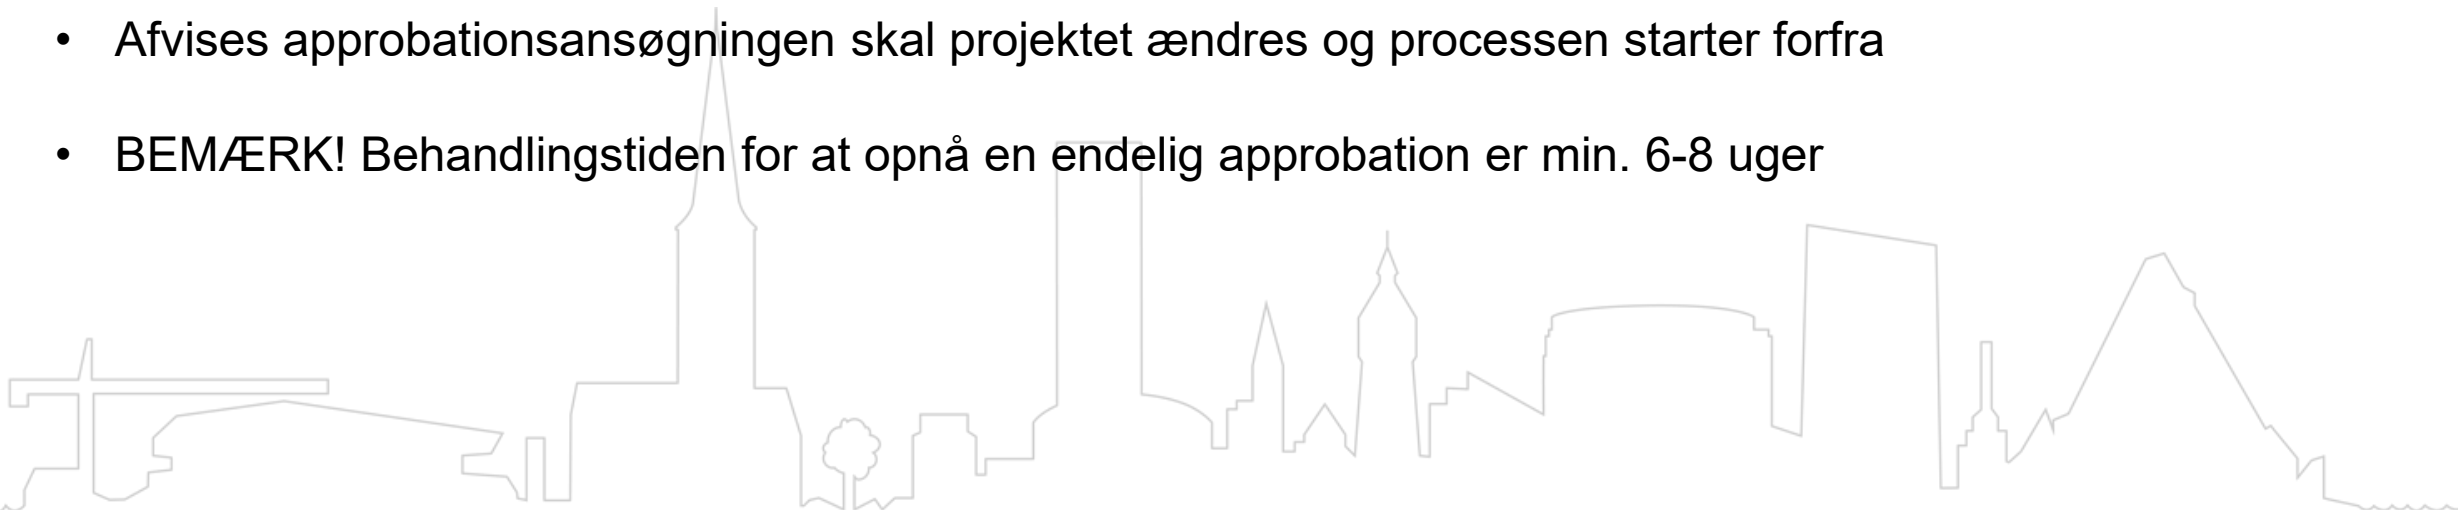 • Afvises approbationsansøgningen skal projektet ændres og processen starter forfra
• BEMÆRK! Behandlingstiden for at opnå en endelig approbation er min. 6-8 uger